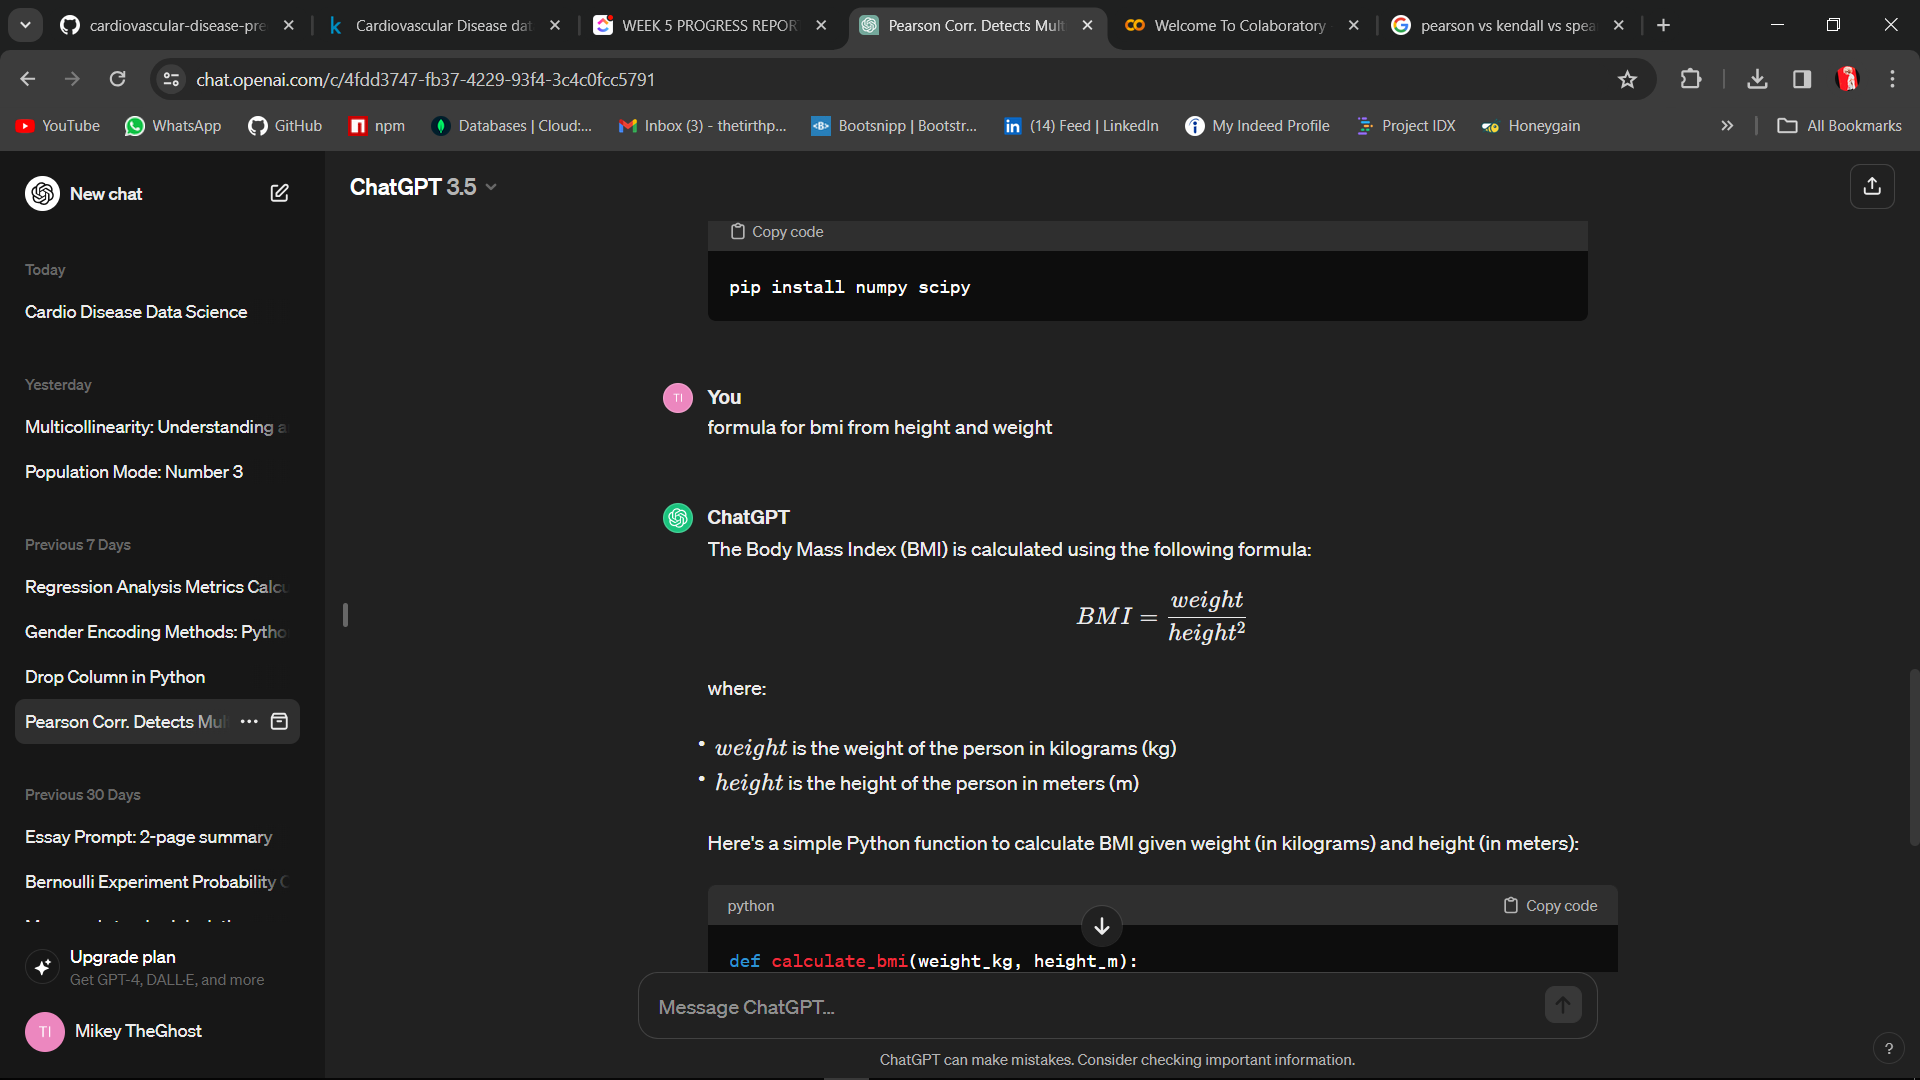 cardiovascular-disease-pre
Cardiovascular Disease dat
WEEK 5 PROGRESS REPOR
Pearson Corr. Detects Mult
Welcome To Colaboratory
pearson vs kendall vs spea
chat.openai.com/c/4fdd3747-fb37-4229-93f4-3c4c0fcc5791
YouTube
WhatsApp
GitHub
npm
Databases | Cloud:...
Inbox (3) - thetirthp...
Bootsnipp | Bootstr...
(14) Feed | LinkedIn
My Indeed Profile
Project IDX
Honeygain
All Bookmarks
New chat
Today
Cardio Disease Data Science
Yesterday
Multicollinearity: Understanding a
Population Mode: Number 3
Previous 7 Days
Regression Analysis Metrics Calcu
Gender Encoding Methods: Pytho
Drop Column in Python
Pearson Corr. Detects Mul
Previous 30 Days
Essay Prompt: 2-page summary
Bernoulli Experiment Probability C
Upgrade plan
Get GPT-4, DALL·E, and more
TI
Mikey TheGhost
ChatGPT 3.5
Copy code
pip install numpy scipy
TI
You
formula for bmi from height and weight
ChatGPT
The Body Mass Index (BMI) is calculated using the following formula:
BMI = weight
height²
where:
• weight is the weight of the person in kilograms (kg)
• height is the height of the person in meters (m)
Here's a simple Python function to calculate BMI given weight (in kilograms) and height (in meters):
python
Copy code
def calculate_bmi(weight_kg, height_m):
Message ChatGPT...
ChatGPT can make mistakes. Consider checking important information.
?